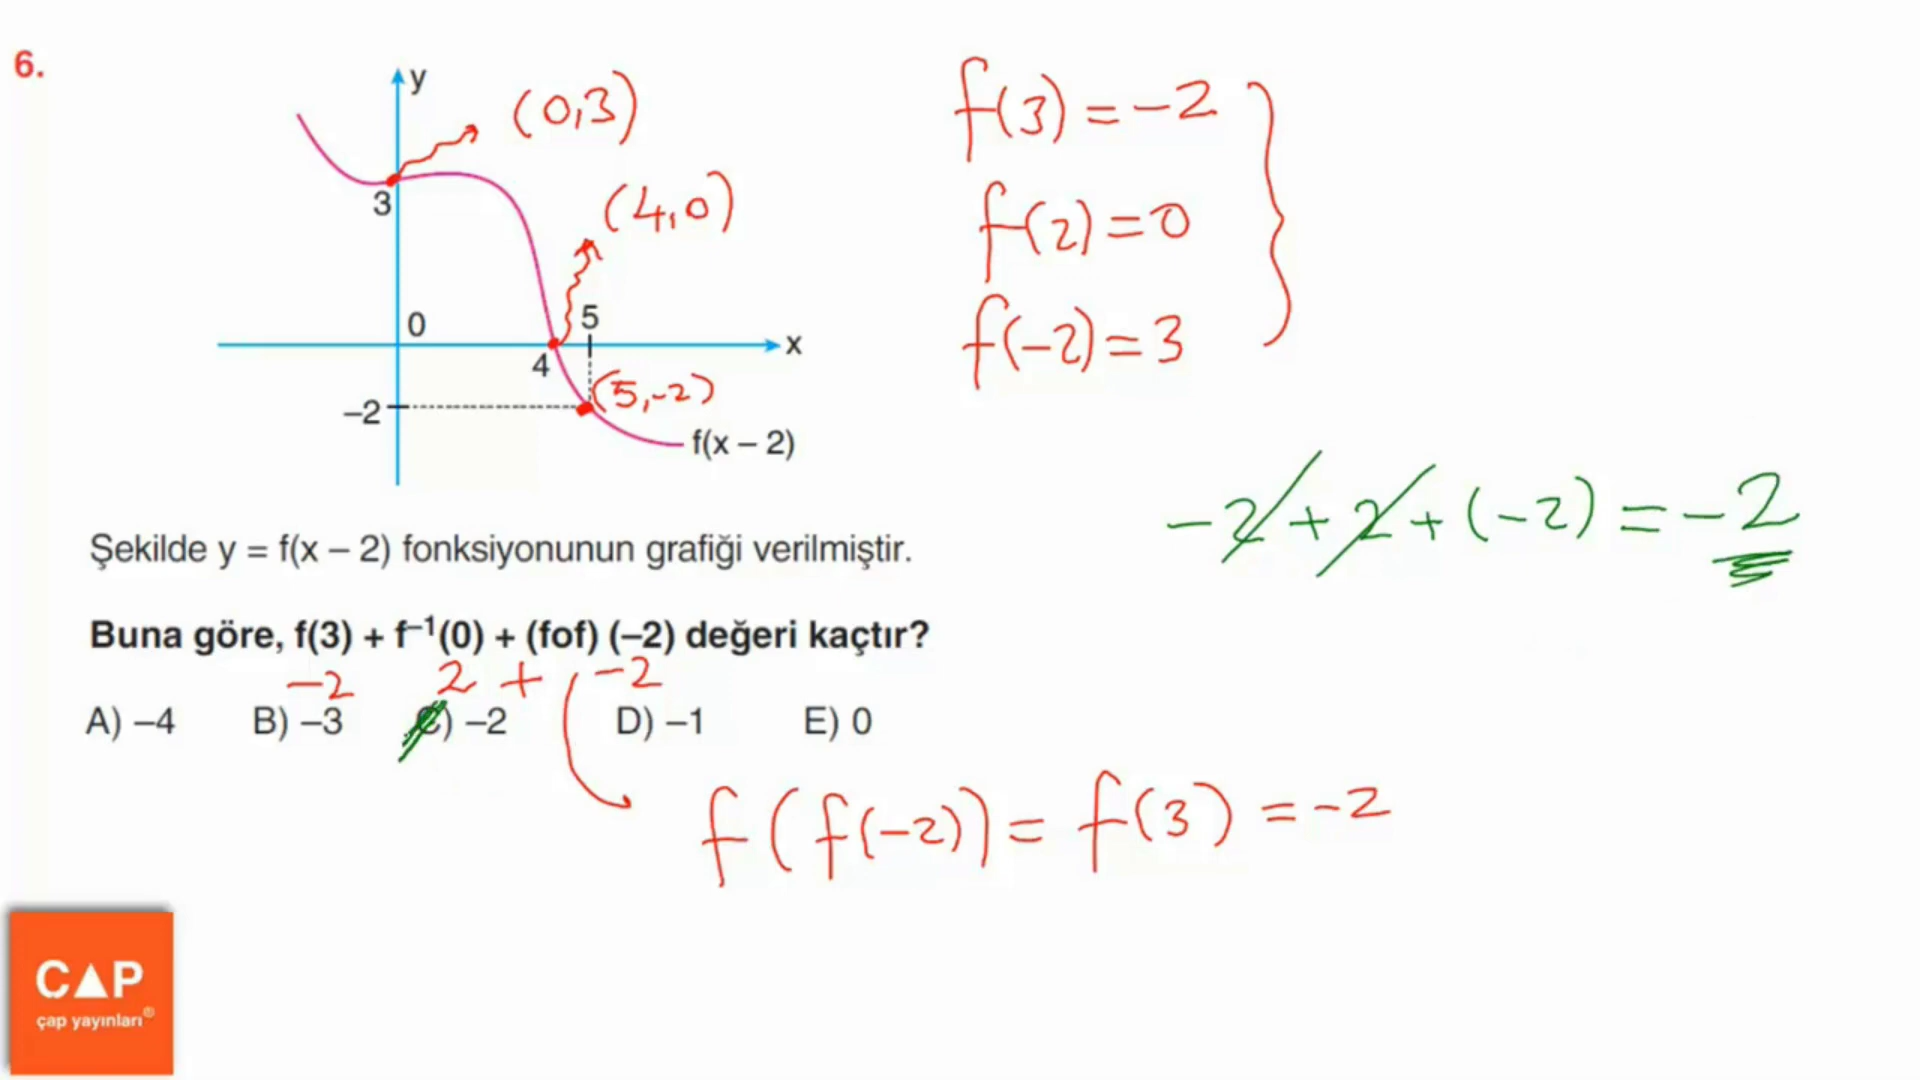 6.
y
(0,3)
3
(4,0)
0
5
x
4
(5,-2)
–2
f(x – 2)
f(3) = -2
f(2) = 0
f(-2) = 3
-2 + 2 + (-2) = -2
Şekilde y = f(x – 2) fonksiyonunun grafiği verilmiştir.
Buna göre, f(3) + f⁻¹(0) + (fof) (–2) değeri kaçtır?
-2 2 + -2
A) –4 B) –3 C) –2 D) –1 E) 0
f(f(-2)) = f(3) = -2
CAP
çap yayınları®